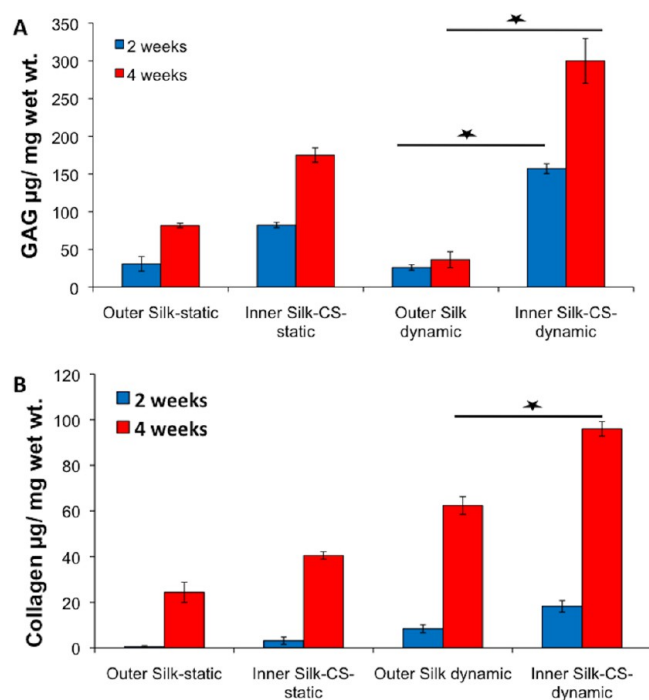 A
GAG µg/ mg wet wt.
350
300
250
200
150
100
50
0
2 weeks
4 weeks
Outer Silk-static
Inner Silk-CS-
static
Outer Silk
dynamic
Inner Silk-CS-
dynamic
B
Collagen µg/ mg wet wt.
120
100
80
60
40
20
0
2 weeks
4 weeks
Outer Silk-static
Inner Silk-CS-
static
Outer Silk dynamic
Inner Silk-CS-
dynamic